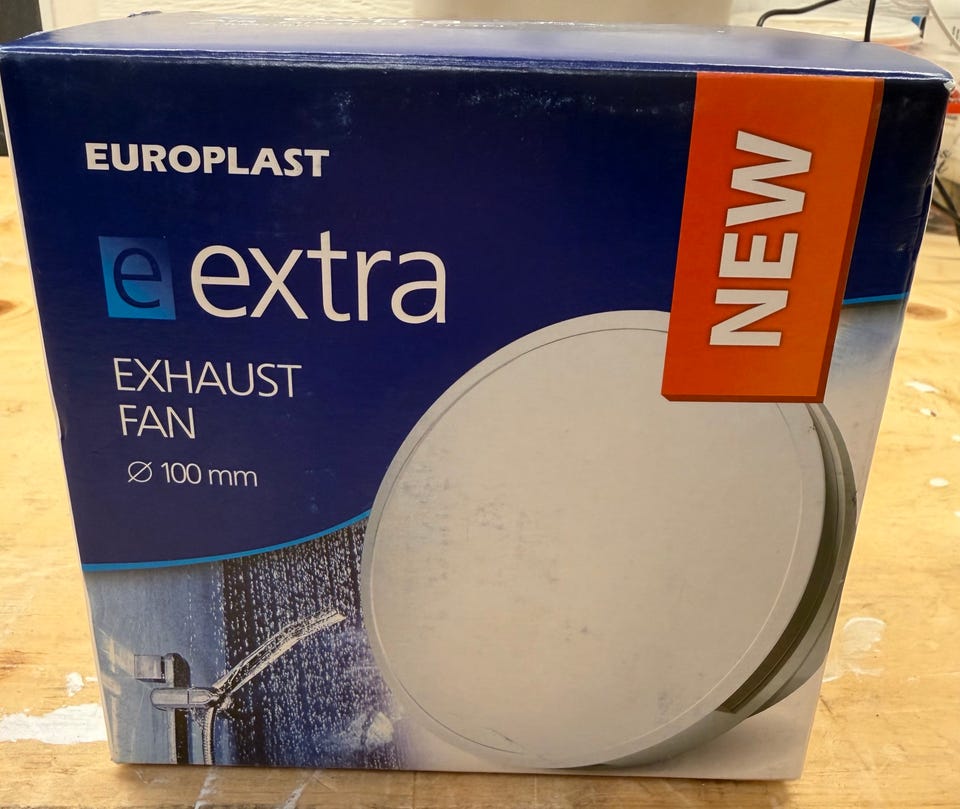 EUROPLAST
e extra
EXHAUST
FAN
Ø 100 mm
NEW